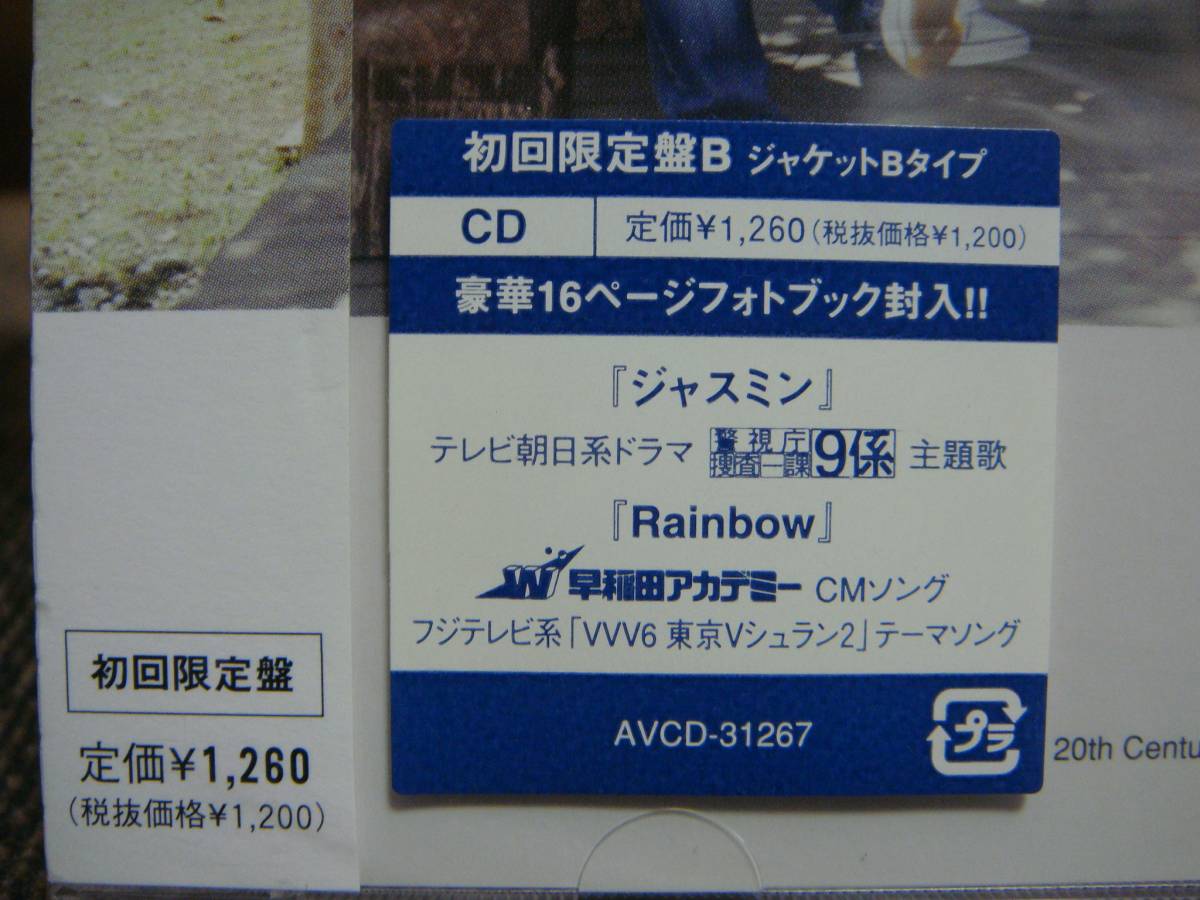 初回限定盤B ジャケットBタイプ
CD
定価¥1,260(税抜価格¥1,200)
豪華16ページフォトブック封入!!
『ジャスミン』
テレビ朝日系ドラマ 警視庁捜査一課9係 主題歌
『Rainbow』
W 早稲田アカデミー CMソング
フジテレビ系「VVV6 東京Vシュラン2」テーマソング
AVCD-31267
プラ
20th Centu
初回限定盤
定価¥1,260
(税抜価格¥1,200)